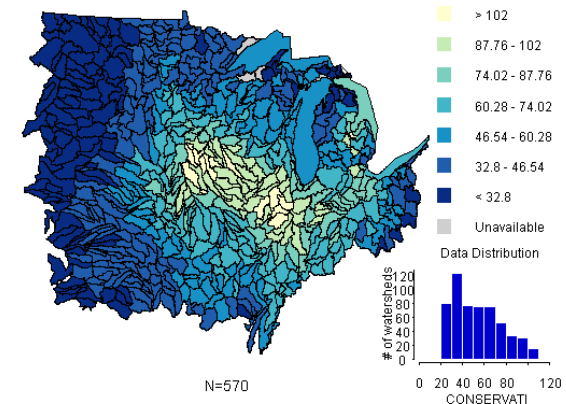 > 102
87.76 - 102
74.02 - 87.76
60.28 - 74.02
46.54 - 60.28
32.8 - 46.54
< 32.8
Unavailable
Data Distribution
# of watersheds
120
100
80
60
40
20
0
0 20 40 60 80 120
CONSERVATI
N=570